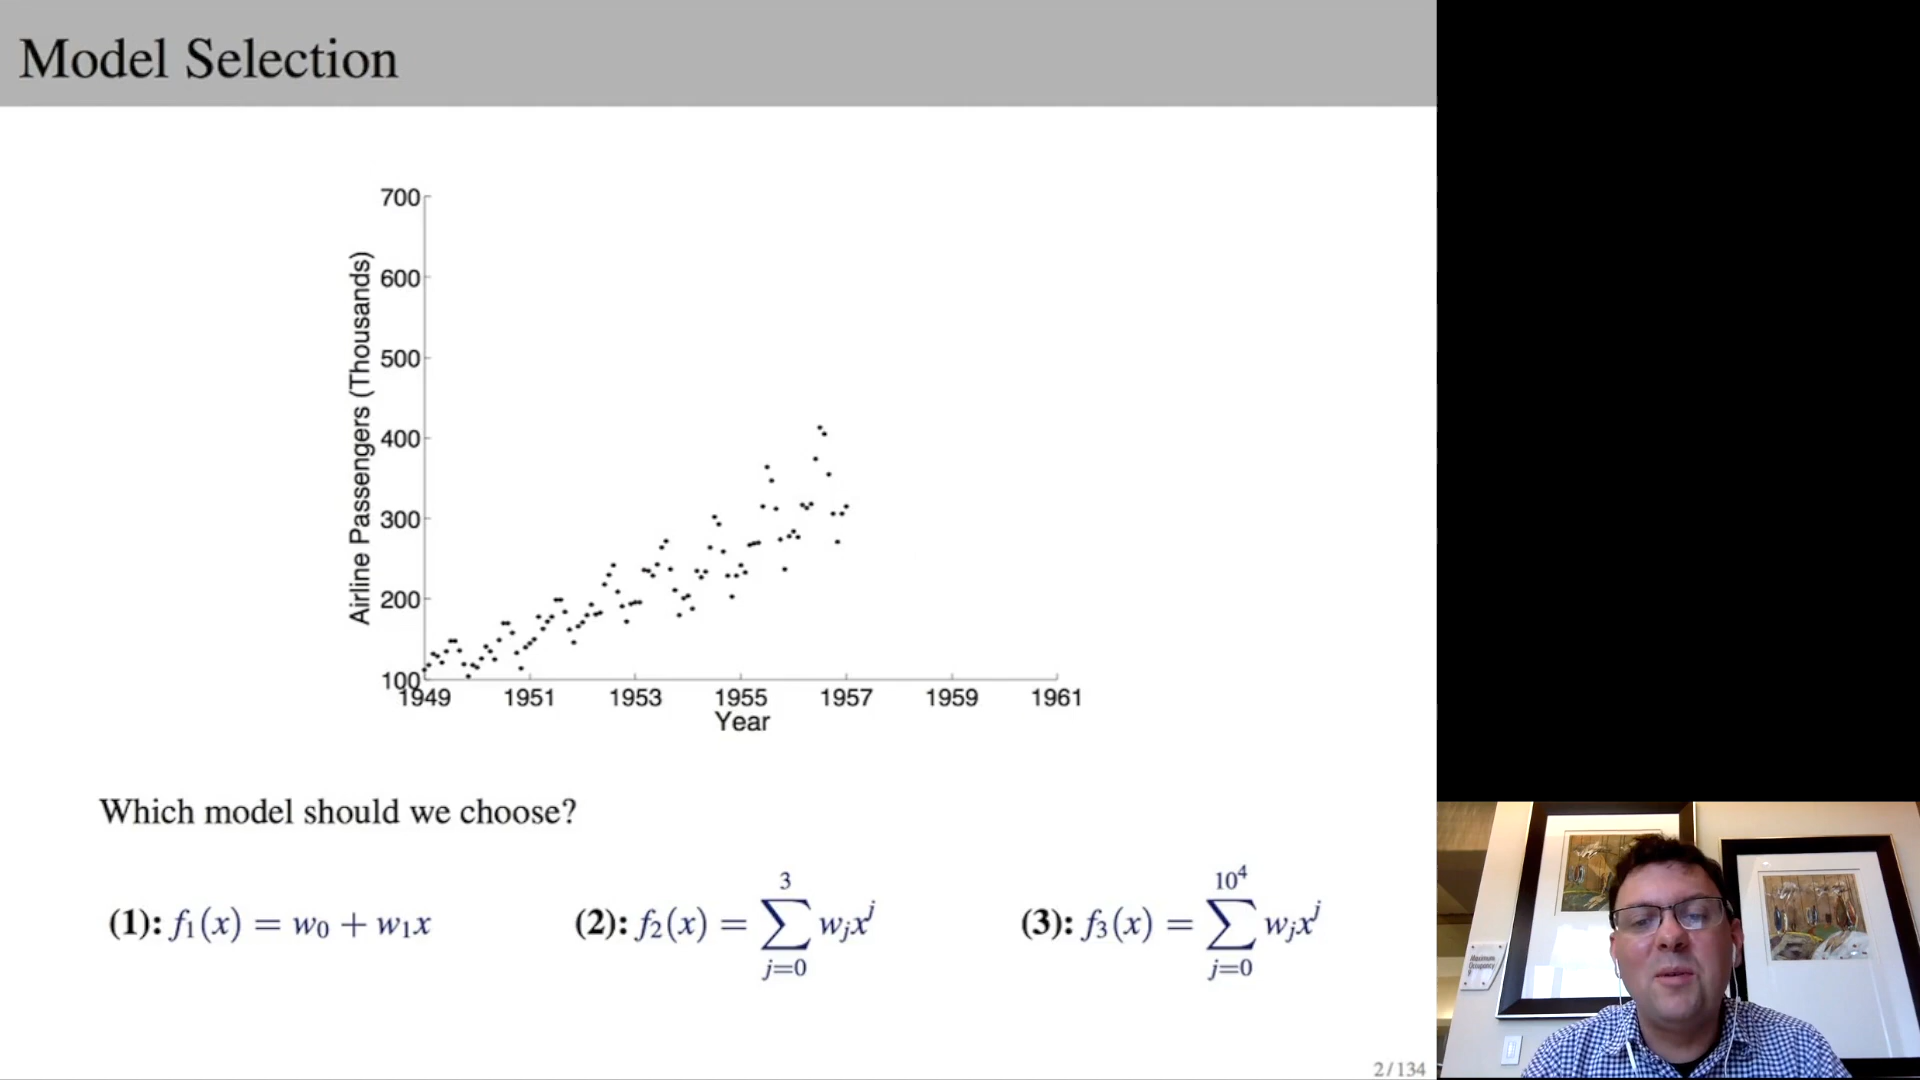 Model Selection
700
600
500
400
300
200
100
Airline Passengers (Thousands)
1949 1951 1953 1955 1957 1959 1961
Year
Which model should we choose?
(1): f₁(x) = w₀ + w₁x
(2): f₂(x) = ∑_{j=0}^{3} wⱼxʲ
(3): f₃(x) = ∑_{j=0}^{10⁴} wⱼxʲ
Maximum
Occupancy
2 / 134